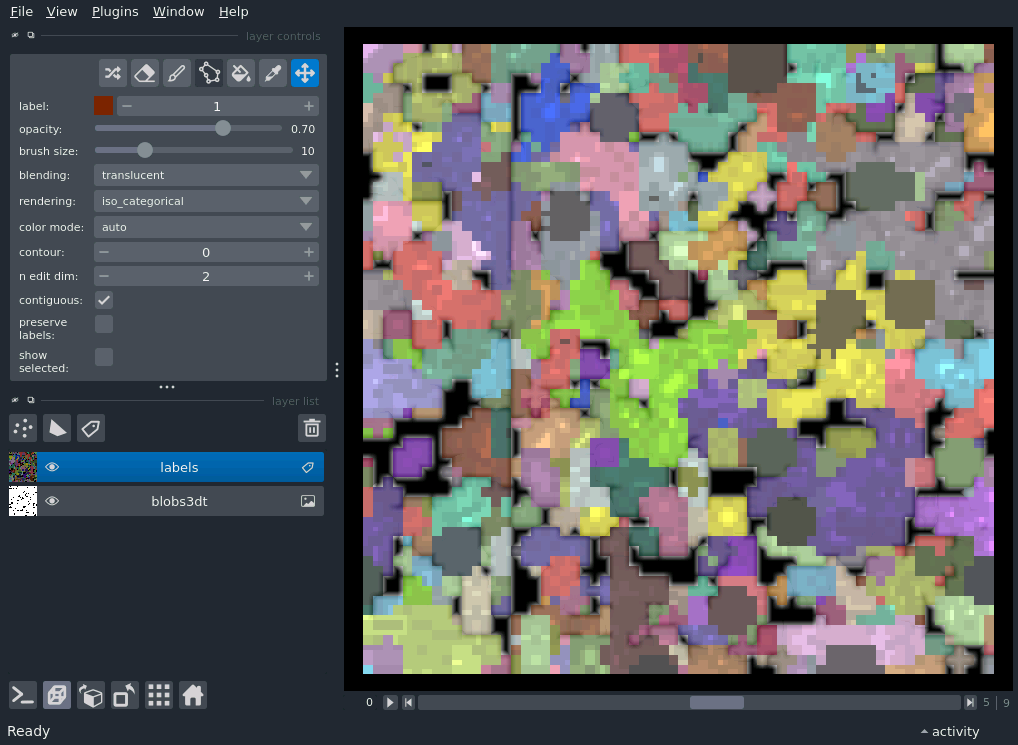 File View Plugins Window Help
layer controls
label: 1
opacity: 0.70
brush size: 10
blending: translucent
rendering: iso_categorical
color mode: auto
contour: 0
n edit dim: 2
contiguous:
preserve
labels:
show
selected:
layer list
labels
blobs3dt
0 5 9
Ready activity